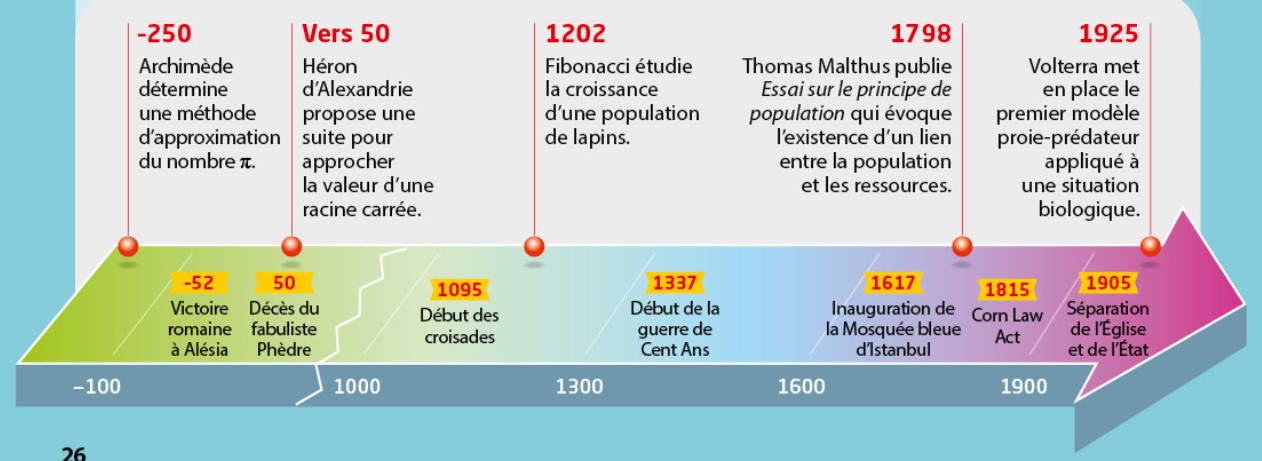 -250
Archimède
détermine
une méthode
d'approximation
du nombre π.
Vers 50
Héron
d'Alexandrie
propose une
suite pour
approcher
la valeur d'une
racine carrée.
1202
Fibonacci étudie
la croissance
d'une population
de lapins.
1798
Thomas Malthus publie
Essai sur le principe de
population qui évoque
l'existence d'un lien
entre la population
et les ressources.
1925
Volterra met
en place le
premier modèle
proie-prédateur
appliqué à
une situation
biologique.
-52
Victoire
romaine
à Alésia
50
Décès du
fabuliste
Phèdre
1095
Début des
croisades
1337
Début de la
guerre de
Cent Ans
1617
Inauguration de
la Mosquée bleue
d'Istanbul
1815
Corn Law
Act
1905
Séparation
de l'Église
et de l'État
–100
1000
1300
1600
1900
26